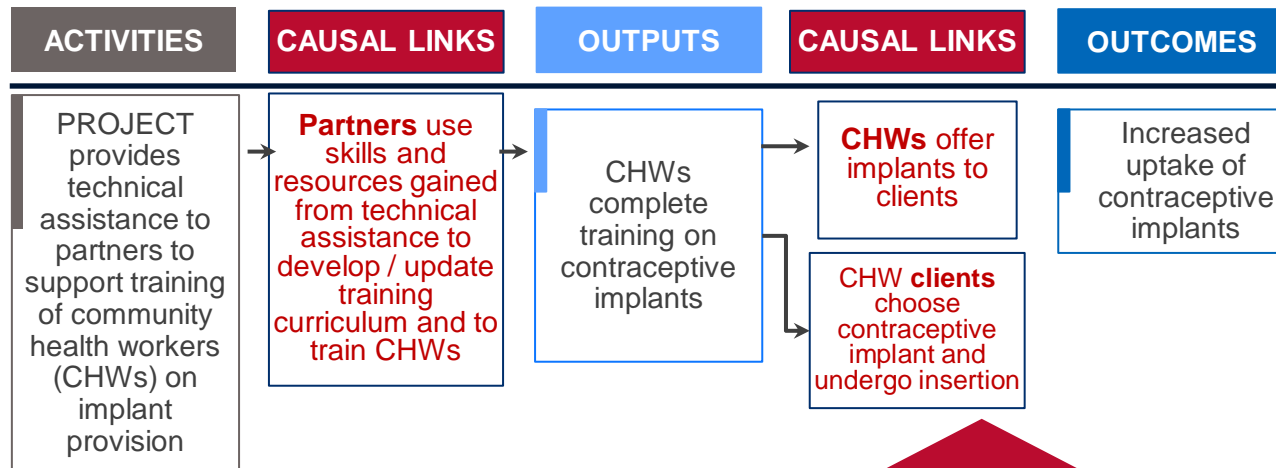 ACTIVITIES
CAUSAL LINKS
OUTPUTS
CAUSAL LINKS
OUTCOMES
PROJECT
provides
technical
assistance to
partners to
support training
of community
health workers
(CHWs) on
implant
provision
Partners use
skills and
resources gained
from technical
assistance to
develop / update
training
curriculum and to
train CHWs
CHWs
complete
training on
contraceptive
implants
CHWs offer
implants to
clients
CHW clients
choose
contraceptive
implant and
undergo insertion
Increased
uptake of
contraceptive
implants